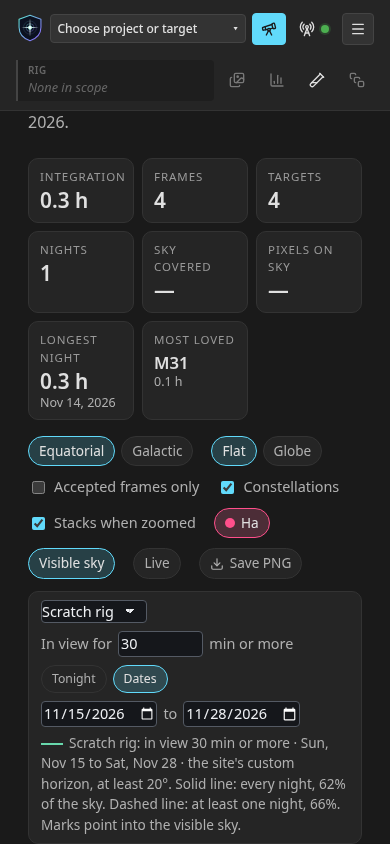 Choose project or target
RIG
None in scope
2026.
INTEGRATION
0.3 h
FRAMES
4
TARGETS
4
NIGHTS
1
SKY
COVERED
—
PIXELS ON
SKY
—
LONGEST
NIGHT
0.3 h
Nov 14, 2026
MOST LOVED
M31
0.1 h
Equatorial Galactic Flat Globe
Accepted frames only Constellations
Stacks when zoomed Ha
Visible sky Live Save PNG
Scratch rig
In view for 30 min or more
Tonight Dates
11/15/2026 to 11/28/2026
Scratch rig: in view 30 min or more · Sun,
Nov 15 to Sat, Nov 28 · the site's custom
horizon, at least 20°. Solid line: every night, 62%
of the sky. Dashed line: at least one night, 66%.
Marks point into the visible sky.